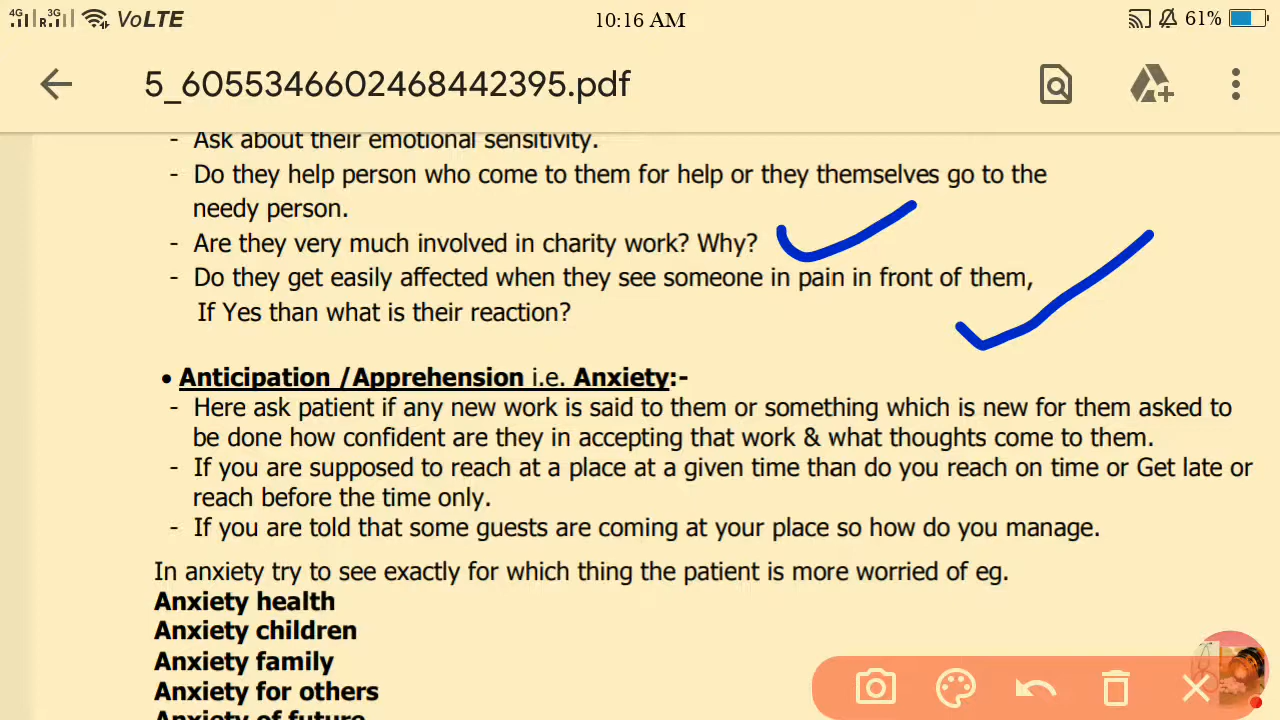 4G R 3G VoLTE 10:16 AM 61%
5_6055346602468442395.pdf
- Ask about their emotional sensitivity.
- Do they help person who come to them for help or they themselves go to the
needy person.
- Are they very much involved in charity work? Why?
- Do they get easily affected when they see someone in pain in front of them,
If Yes than what is their reaction?
• Anticipation /Apprehension i.e. Anxiety:-
- Here ask patient if any new work is said to them or something which is new for them asked to
be done how confident are they in accepting that work & what thoughts come to them.
- If you are supposed to reach at a place at a given time than do you reach on time or Get late or
reach before the time only.
- If you are told that some guests are coming at your place so how do you manage.
In anxiety try to see exactly for which thing the patient is more worried of eg.
Anxiety health
Anxiety children
Anxiety family
Anxiety for others
Anxiety of future